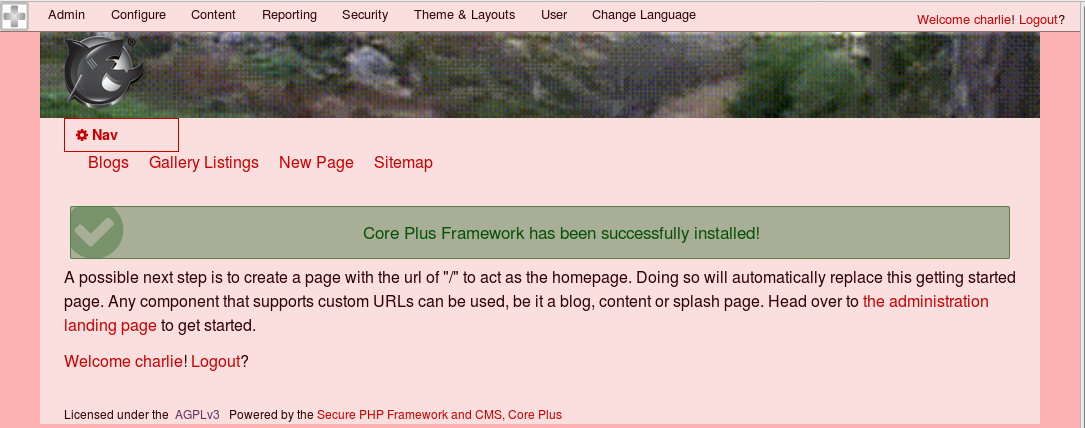 Admin Configure Content Reporting Security Theme & Layouts User Change Language Welcome charlie! Logout?
®
Nav
Blogs Gallery Listings New Page Sitemap
Core Plus Framework has been successfully installed!
A possible next step is to create a page with the url of "/" to act as the homepage. Doing so will automatically replace this getting started
page. Any component that supports custom URLs can be used, be it a blog, content or splash page. Head over to the administration
landing page to get started.
Welcome charlie! Logout?
Licensed under the AGPLv3 Powered by the Secure PHP Framework and CMS, Core Plus